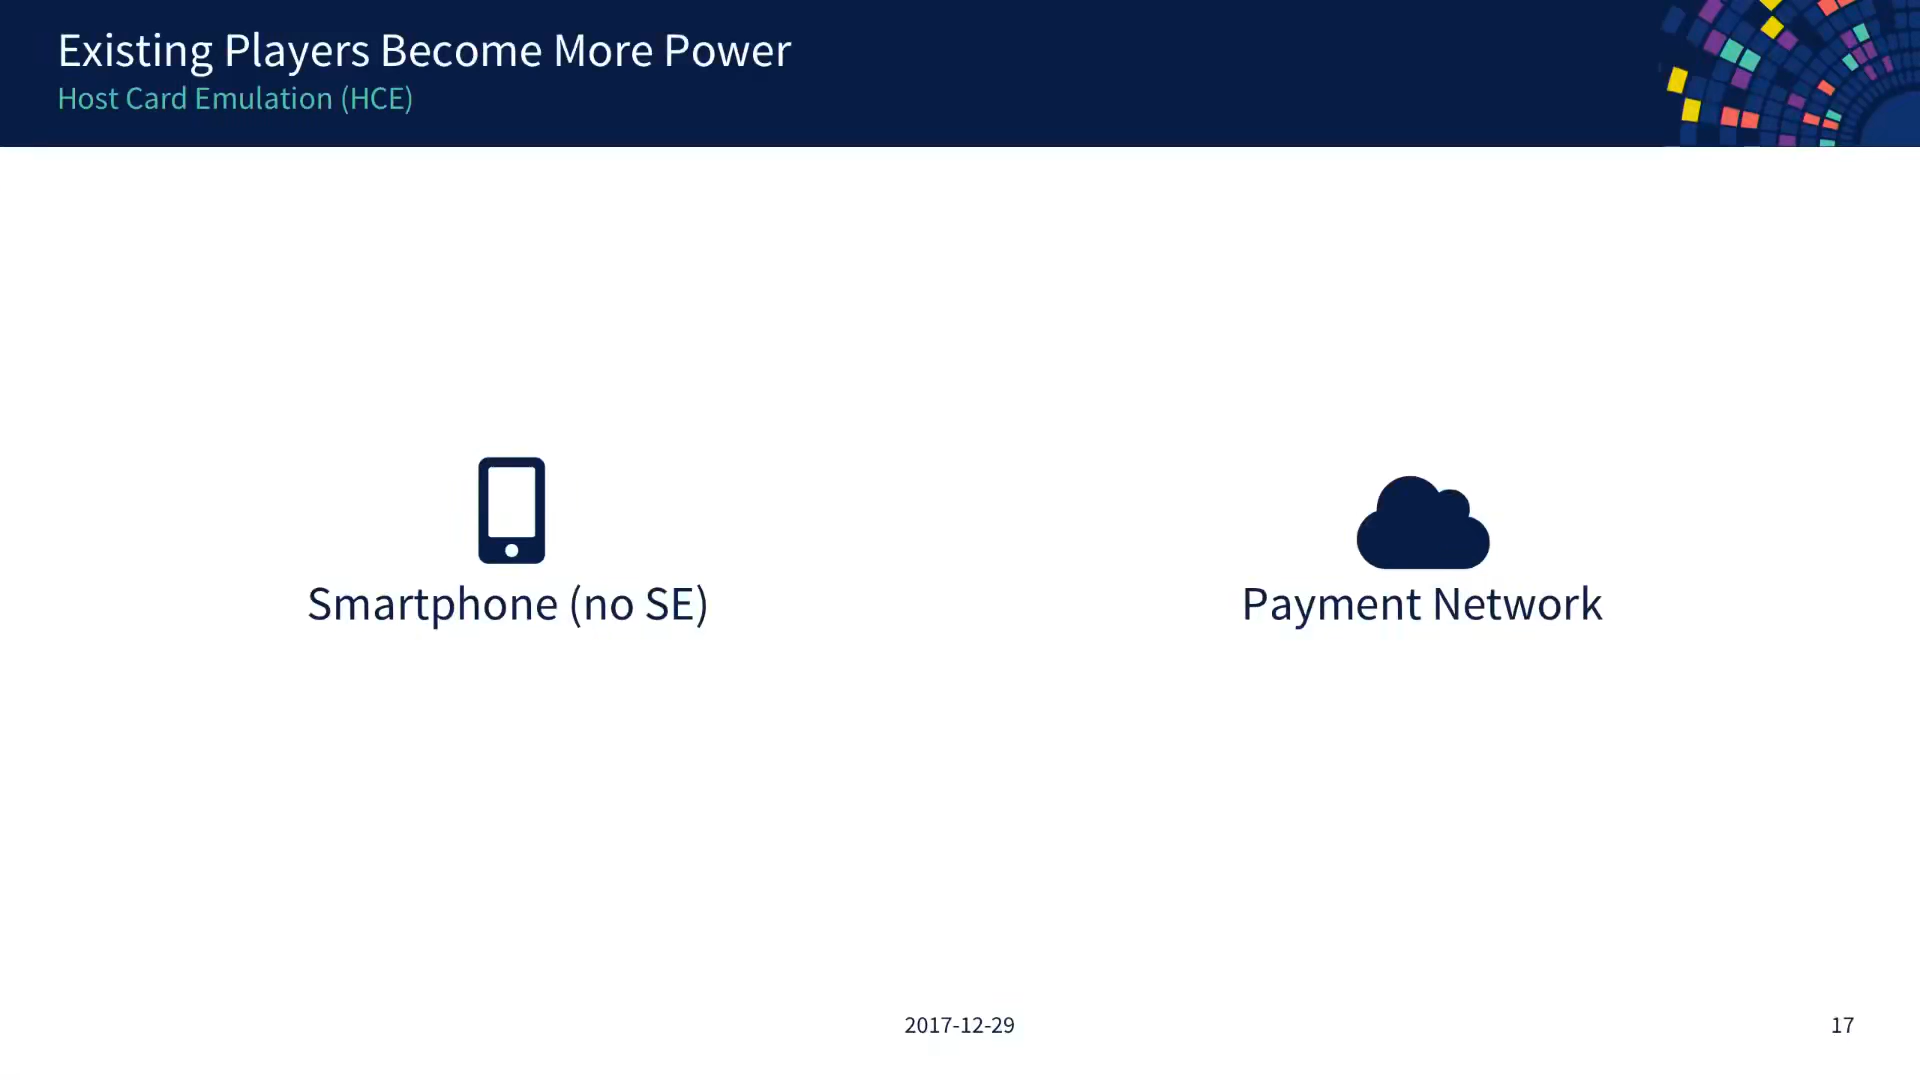 Existing Players Become More Power
Host Card Emulation (HCE)
Smartphone (no SE)
Payment Network
2017-12-29
17